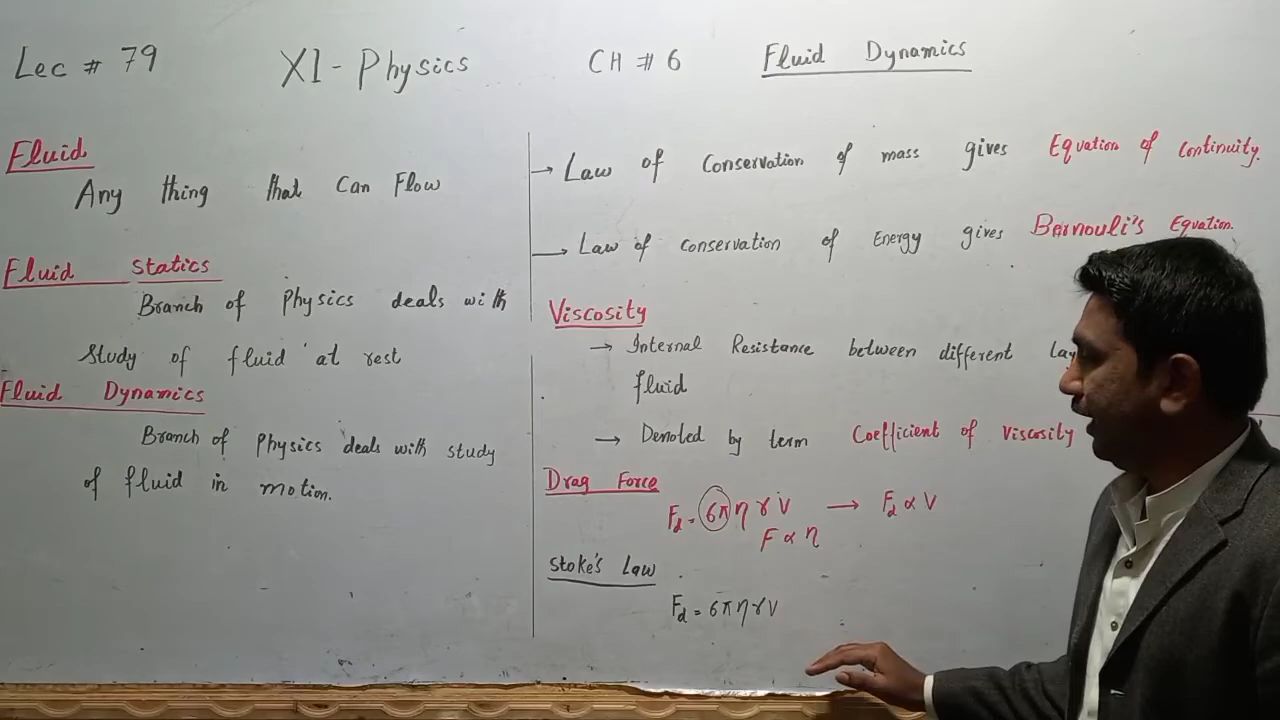 Lec # 79 XI - Physics CH # 6 Fluid Dynamics
Fluid
Any thing that Can Flow
Fluid Statics
Branch of Physics deals with
Study of fluid at rest
Fluid Dynamics
Branch of Physics deals with study
of fluid in motion.
→ Law of Conservation of mass gives Equation of Continuity.
→ Law of conservation of Energy gives Bernouli's Equation.
Viscosity
→ Internal Resistance between different
fluid
→ Denoted by term Coefficient of Viscosity
Drag Force
Fd = 6πηrv → Fd ∝ V
F ∝ η
Stoke's Law
Fd = 6πηrv